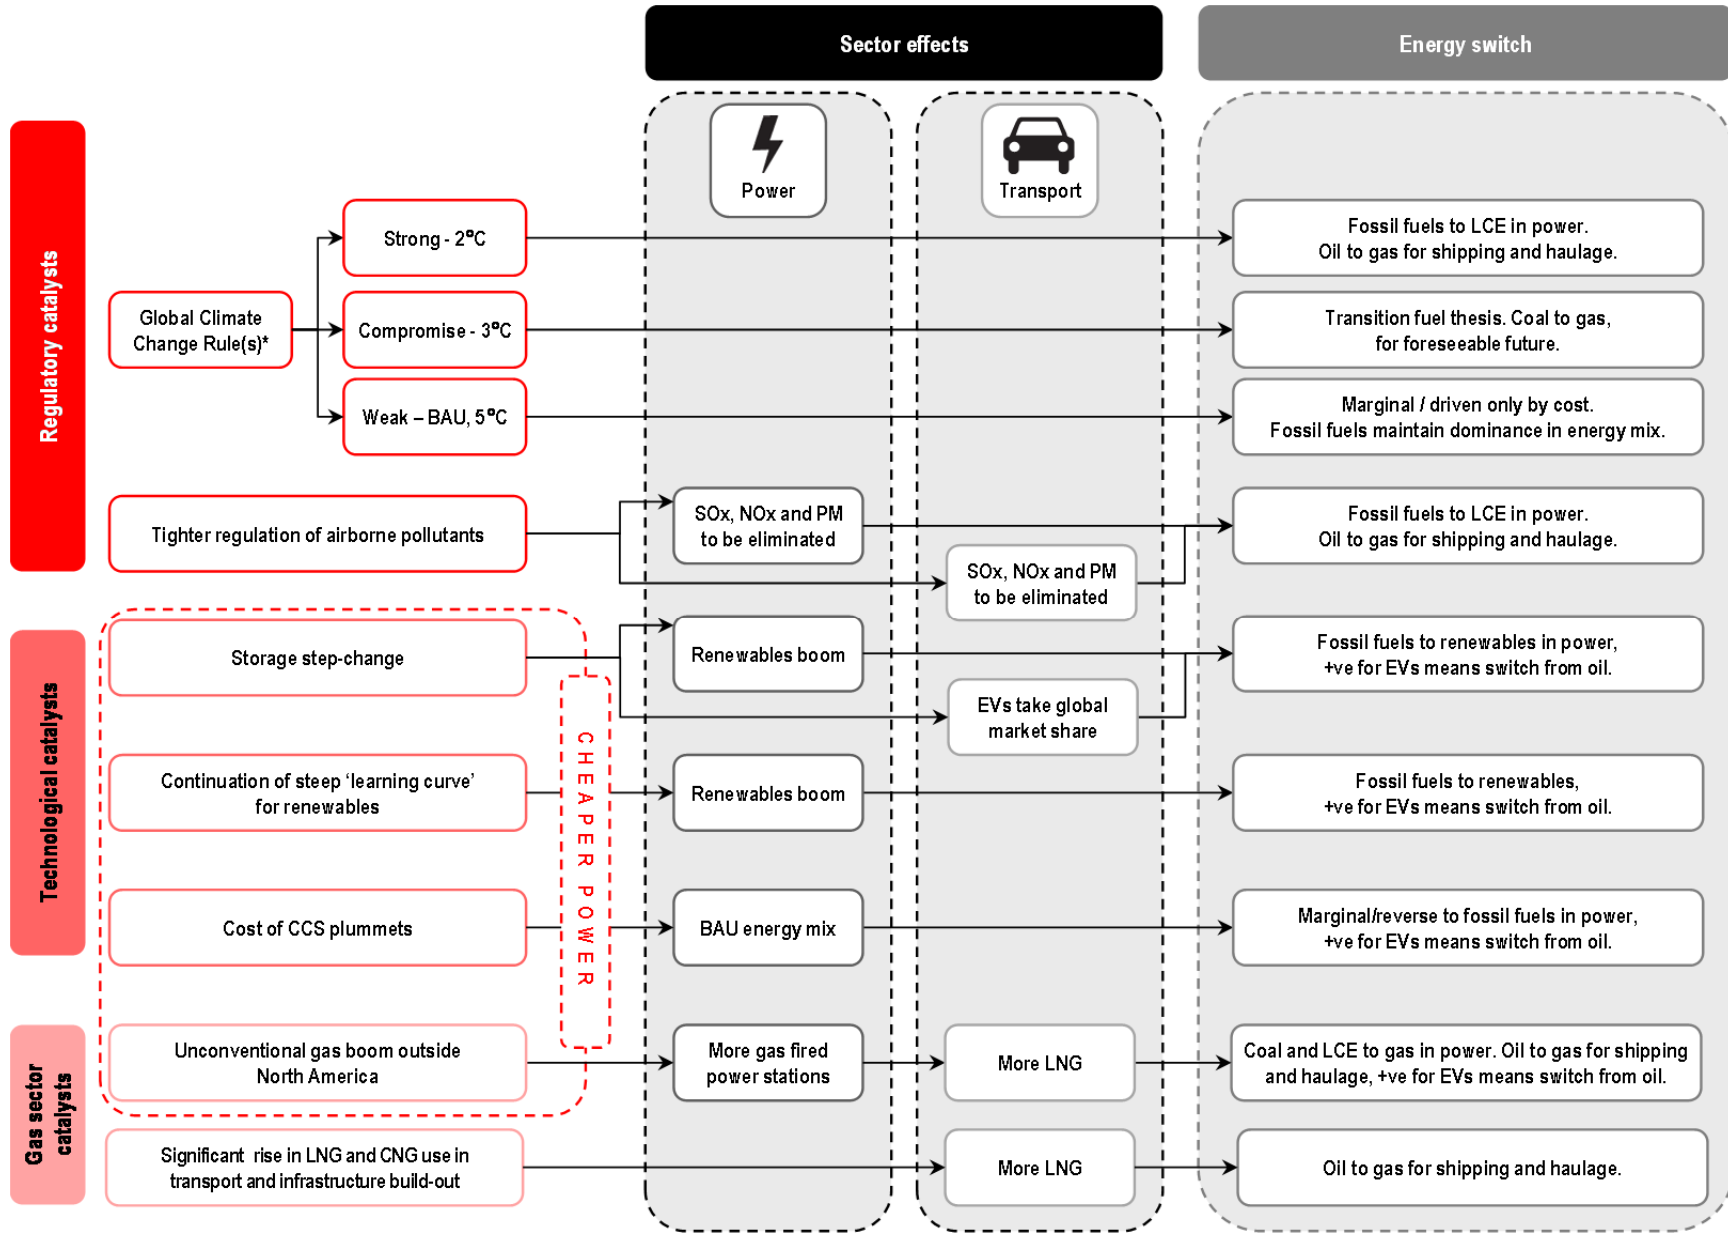 Sector effects
Energy switch
Power
Transport
Regulatory catalysts
Global Climate
Change Rule(s)*
Strong - 2°C
Fossil fuels to LCE in power.
Oil to gas for shipping and haulage.
Compromise - 3°C
Transition fuel thesis. Coal to gas,
for foreseeable future.
Weak – BAU, 5°C
Marginal / driven only by cost.
Fossil fuels maintain dominance in energy mix.
Tighter regulation of airborne pollutants
SOx, NOx and PM
to be eliminated
SOx, NOx and PM
to be eliminated
Fossil fuels to LCE in power.
Oil to gas for shipping and haulage.
Technological catalysts
Storage step-change
Renewables boom
EVs take global
market share
Fossil fuels to renewables in power,
+ve for EVs means switch from oil.
CHEAPER POWER
Continuation of steep ‘learning curve’
for renewables
Renewables boom
Fossil fuels to renewables,
+ve for EVs means switch from oil.
Cost of CCS plummets
BAU energy mix
Marginal/reverse to fossil fuels in power,
+ve for EVs means switch from oil.
Gas sector
catalysts
Unconventional gas boom outside
North America
More gas fired
power stations
More LNG
Coal and LCE to gas in power. Oil to gas for shipping
and haulage, +ve for EVs means switch from oil.
Significant rise in LNG and CNG use in
transport and infrastructure build-out
More LNG
Oil to gas for shipping and haulage.